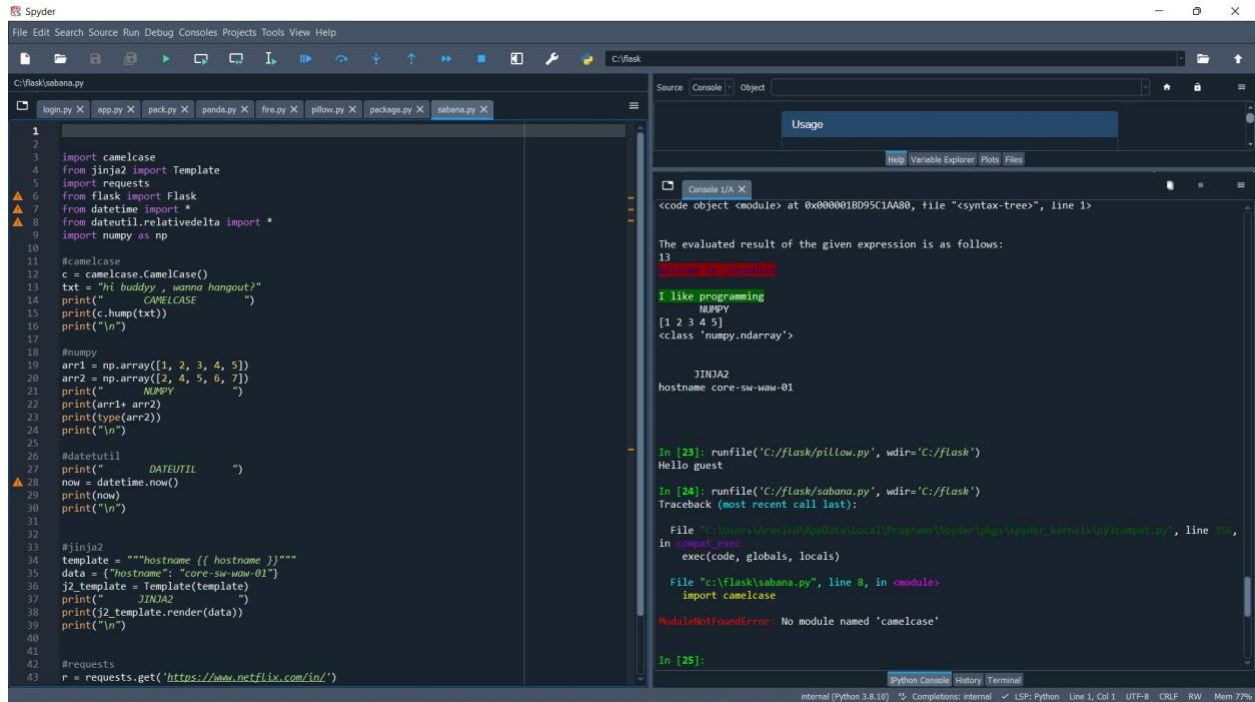 Spyder
File Edit Search Source Run Debug Consoles Projects Tools View Help
C:\flask
C:\flask\sabana.py
login.py X app.py X pack.py X panda.py X fire.py X pillow.py X package.py X sabana.py X
1
2
3 import camelcase
4 from jinja2 import Template
5 import requests
6 from flask import Flask
7 from datetime import *
8 from dateutil.relativedelta import *
9 import numpy as np
10
11 #camelcase
12 c = camelcase.CamelCase()
13 txt = "hi buddyy , wanna hangout?"
14 print(" CAMELCASE ")
15 print(c.hump(txt))
16 print("\n")
17
18 #numpy
19 arr1 = np.array([1, 2, 3, 4, 5])
20 arr2 = np.array([2, 4, 5, 6, 7])
21 print(" NUMPY ")
22 print(arr1+ arr2)
23 print(type(arr2))
24 print("\n")
25
26 #datetutil
27 print(" DATEUTIL ")
28 now = datetime.now()
29 print(now)
30 print("\n")
31
32
33 #jinja2
34 template = """hostname {{ hostname }}"""
35 data = {"hostname": "core-sw-waw-01"}
36 j2_template = Template(template)
37 print(" JINJA2 ")
38 print(j2_template.render(data))
39 print("\n")
40
41
42 #requests
43 r = requests.get('https://www.netflix.com/in/')
Source Console Object
Usage
Help Variable Explorer Plots Files
Console 1/A X
<code object <module> at 0x000001BD95C1AA80, file "<syntax-tree>", line 1>
The evaluated result of the given expression is as follows:
13
Welcome to
I like programming
NUMPY
[1 2 3 4 5]
<class 'numpy.ndarray'>
JINJA2
hostname core-sw-waw-01
In [23]: runfile('C:/flask/pillow.py', wdir='C:/flask')
Hello guest
In [24]: runfile('C:/flask/sabana.py', wdir='C:/flask')
Traceback (most recent call last):
File "C:\Users\Aravind\AppData\Local\Programs\Spyder\pkgs\spyder_kernels\py3compat.py", line 356,
in compat_exec
exec(code, globals, locals)
File "c:\flask\sabana.py", line 8, in <module>
import camelcase
ModuleNotFoundError: No module named 'camelcase'
In [25]:
IPython Console History Terminal
internal (Python 3.8.10) Completions: internal LSP: Python Line 1, Col 1 UTF-8 CRLF RW Mem 77%